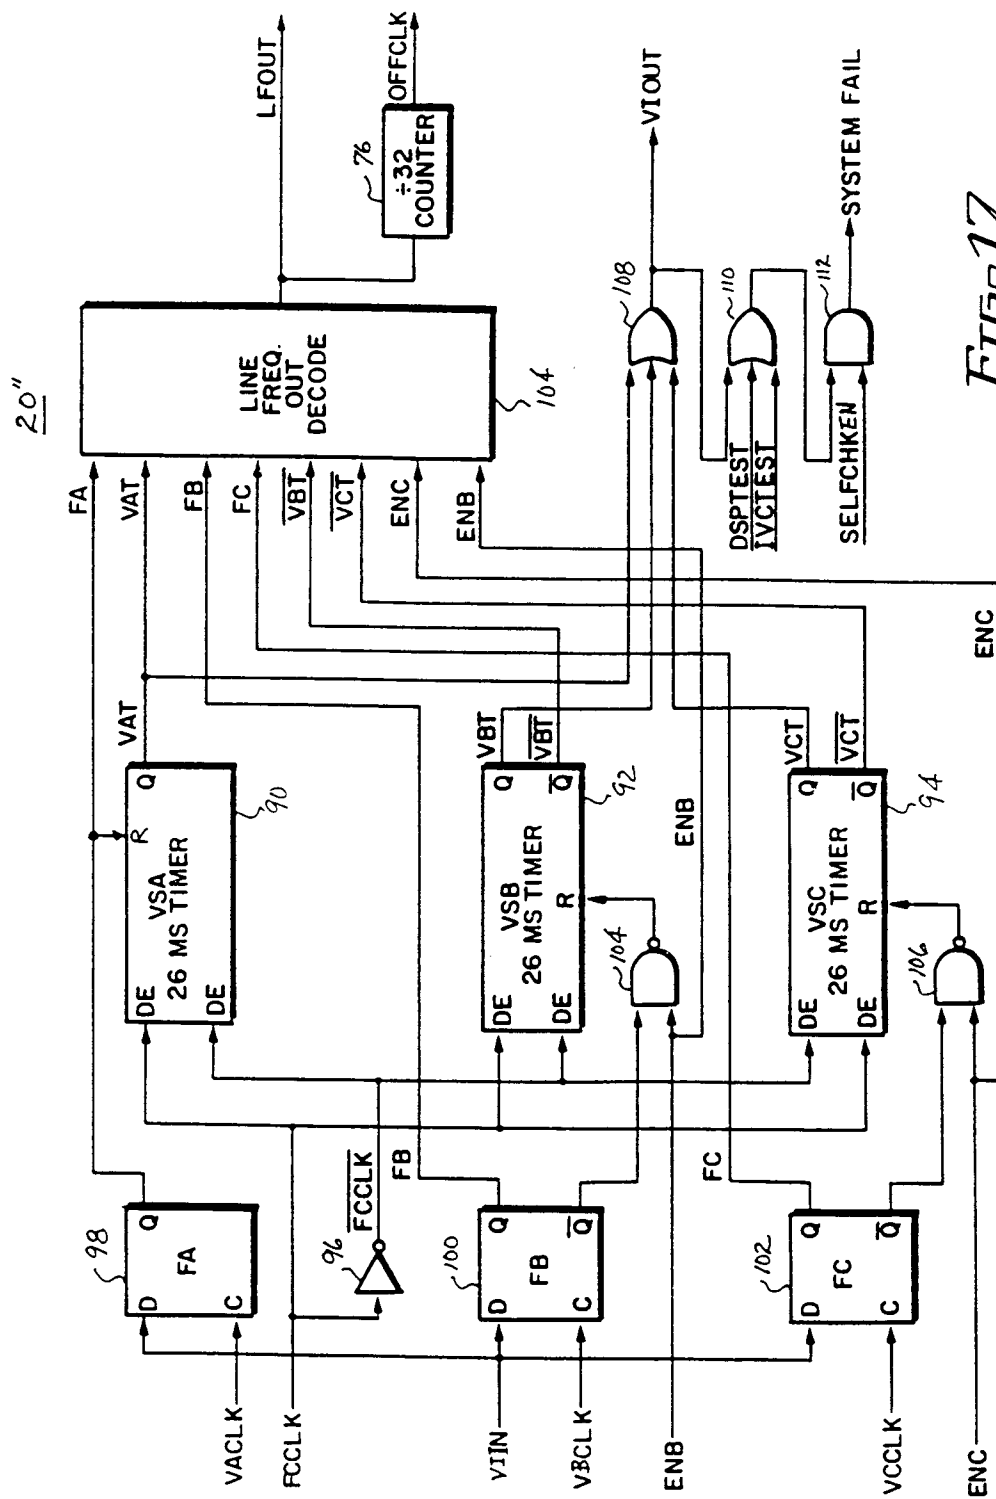 20"
FA
VAT
FB
FC
VBT
VCT
ENC
ENB
LINE
FREQ.
OUT
DECODE
104
LFOUT
76
÷32
COUNTER
OFFCLK
98
D
Q
FA
C
VACLK
FCCLK
96
FCCLK
VIIN
100
D
Q
FB
C
Q
VBCLK
ENB
FB
102
D
Q
FC
C
Q
VCCLK
ENC
FC
R
VSA
26 MS TIMER
DE
DE
Q
VAT
90
VSB
26 MS TIMER
DE
DE
R
Q
Q
VBT
VBT
92
104
ENB
VSC
26 MS TIMER
DE
DE
R
Q
Q
VCT
VCT
94
106
ENC
108
VIOUT
110
DSPTEST
IVCTEST
112
SELFCHKEN
SYSTEM FAIL
Fig-17